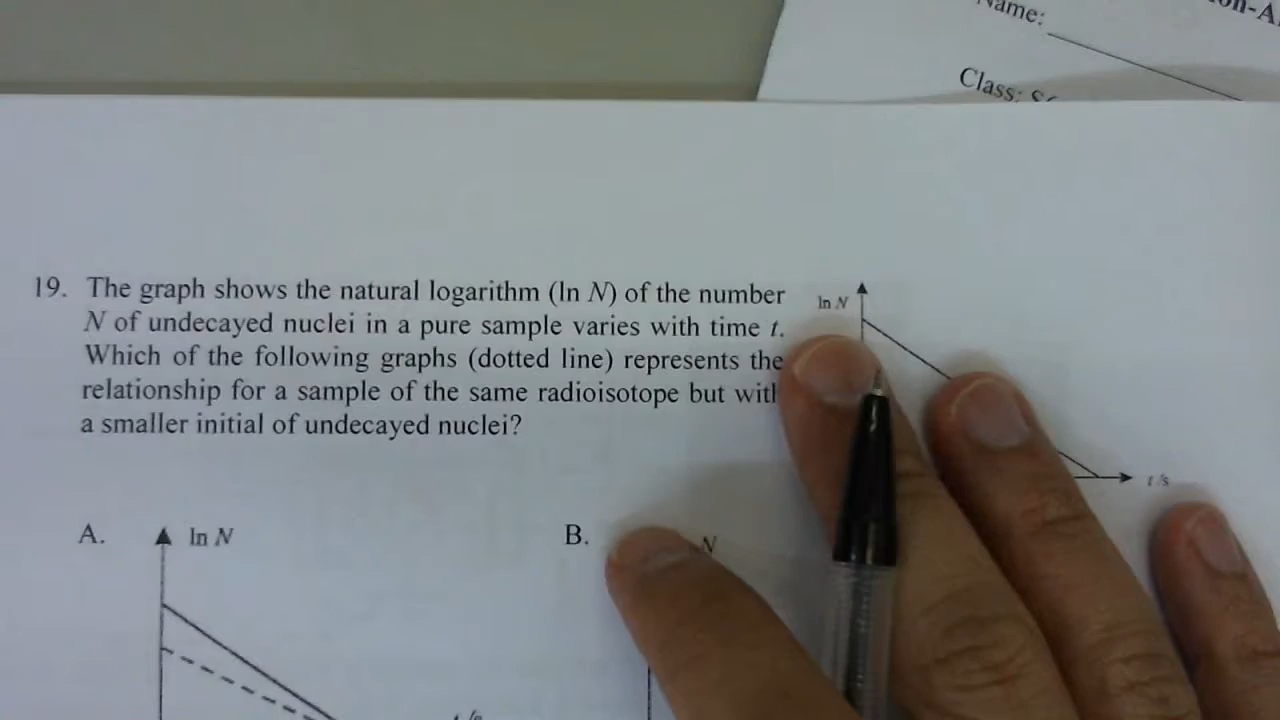 Name:
Class:
19. The graph shows the natural logarithm (ln N) of the number
N of undecayed nuclei in a pure sample varies with time t.
Which of the following graphs (dotted line) represents the
relationship for a sample of the same radioisotope but with
a smaller initial of undecayed nuclei?
ln N
t/s
A.
ln N
B.
N